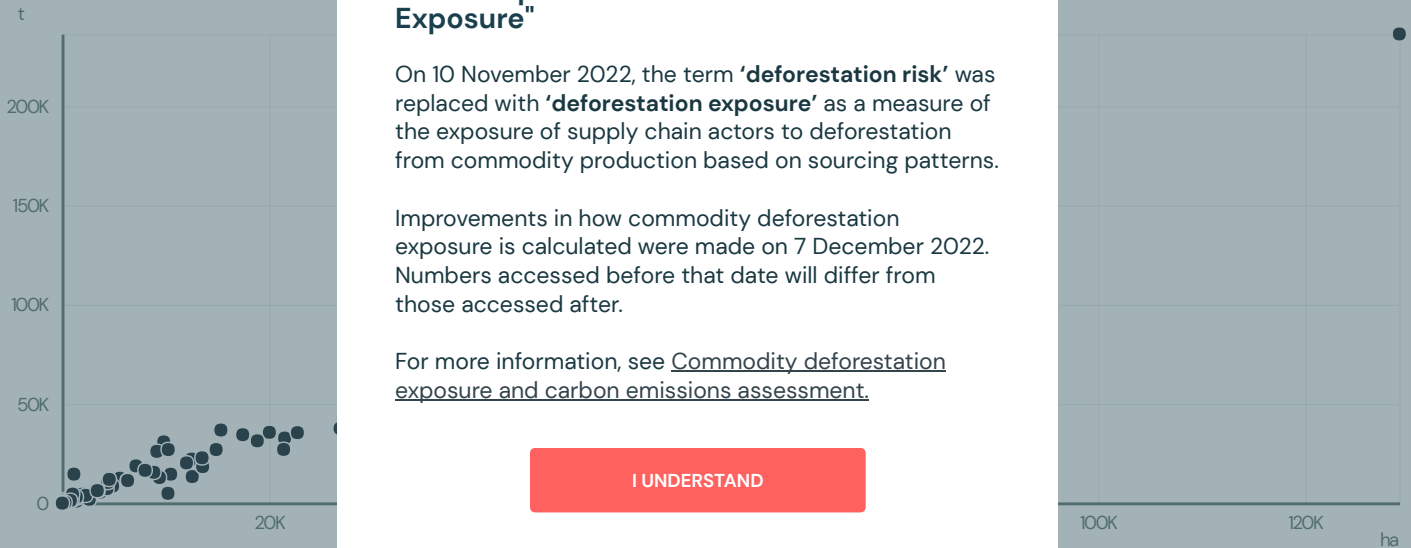 t
Exposure"
On 10 November 2022, the term ‘deforestation risk’ was
replaced with ‘deforestation exposure’ as a measure of
the exposure of supply chain actors to deforestation
from commodity production based on sourcing patterns.
Improvements in how commodity deforestation
exposure is calculated were made on 7 December 2022.
Numbers accessed before that date will differ from
those accessed after.
For more information, see Commodity deforestation
exposure and carbon emissions assessment.
I UNDERSTAND
200K
150K
100K
50K
0
20K
100K
120K
ha